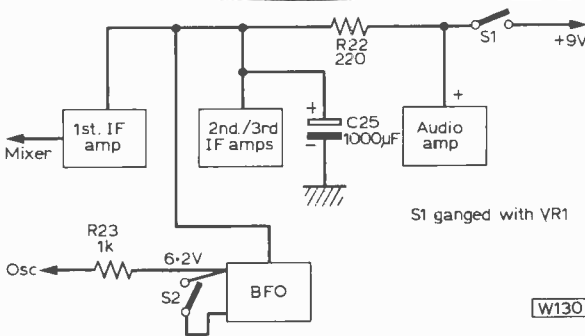 R22
220
S1
+9V
1st. IF
amp
Mixer
2nd./3rd
IF amps
+
C25
1000µF
-
+
Audio
amp
S1 ganged with VR1
R23
1k
Osc
6·2V
S2
BFO
W130